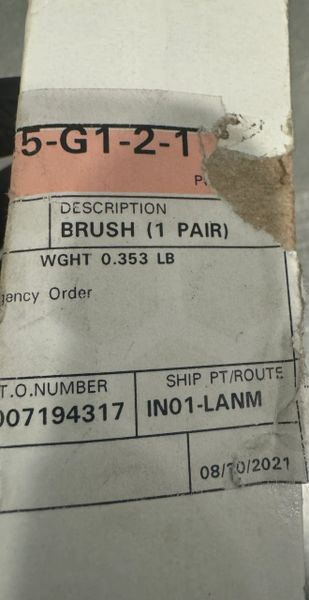 5-G1-2-1
P
DESCRIPTION
BRUSH (1 PAIR)
WGHT 0.353 LB
gency Order
T.O.NUMBER
SHIP PT/ROUTE
007194317
IN01-LANM
08/10/2021